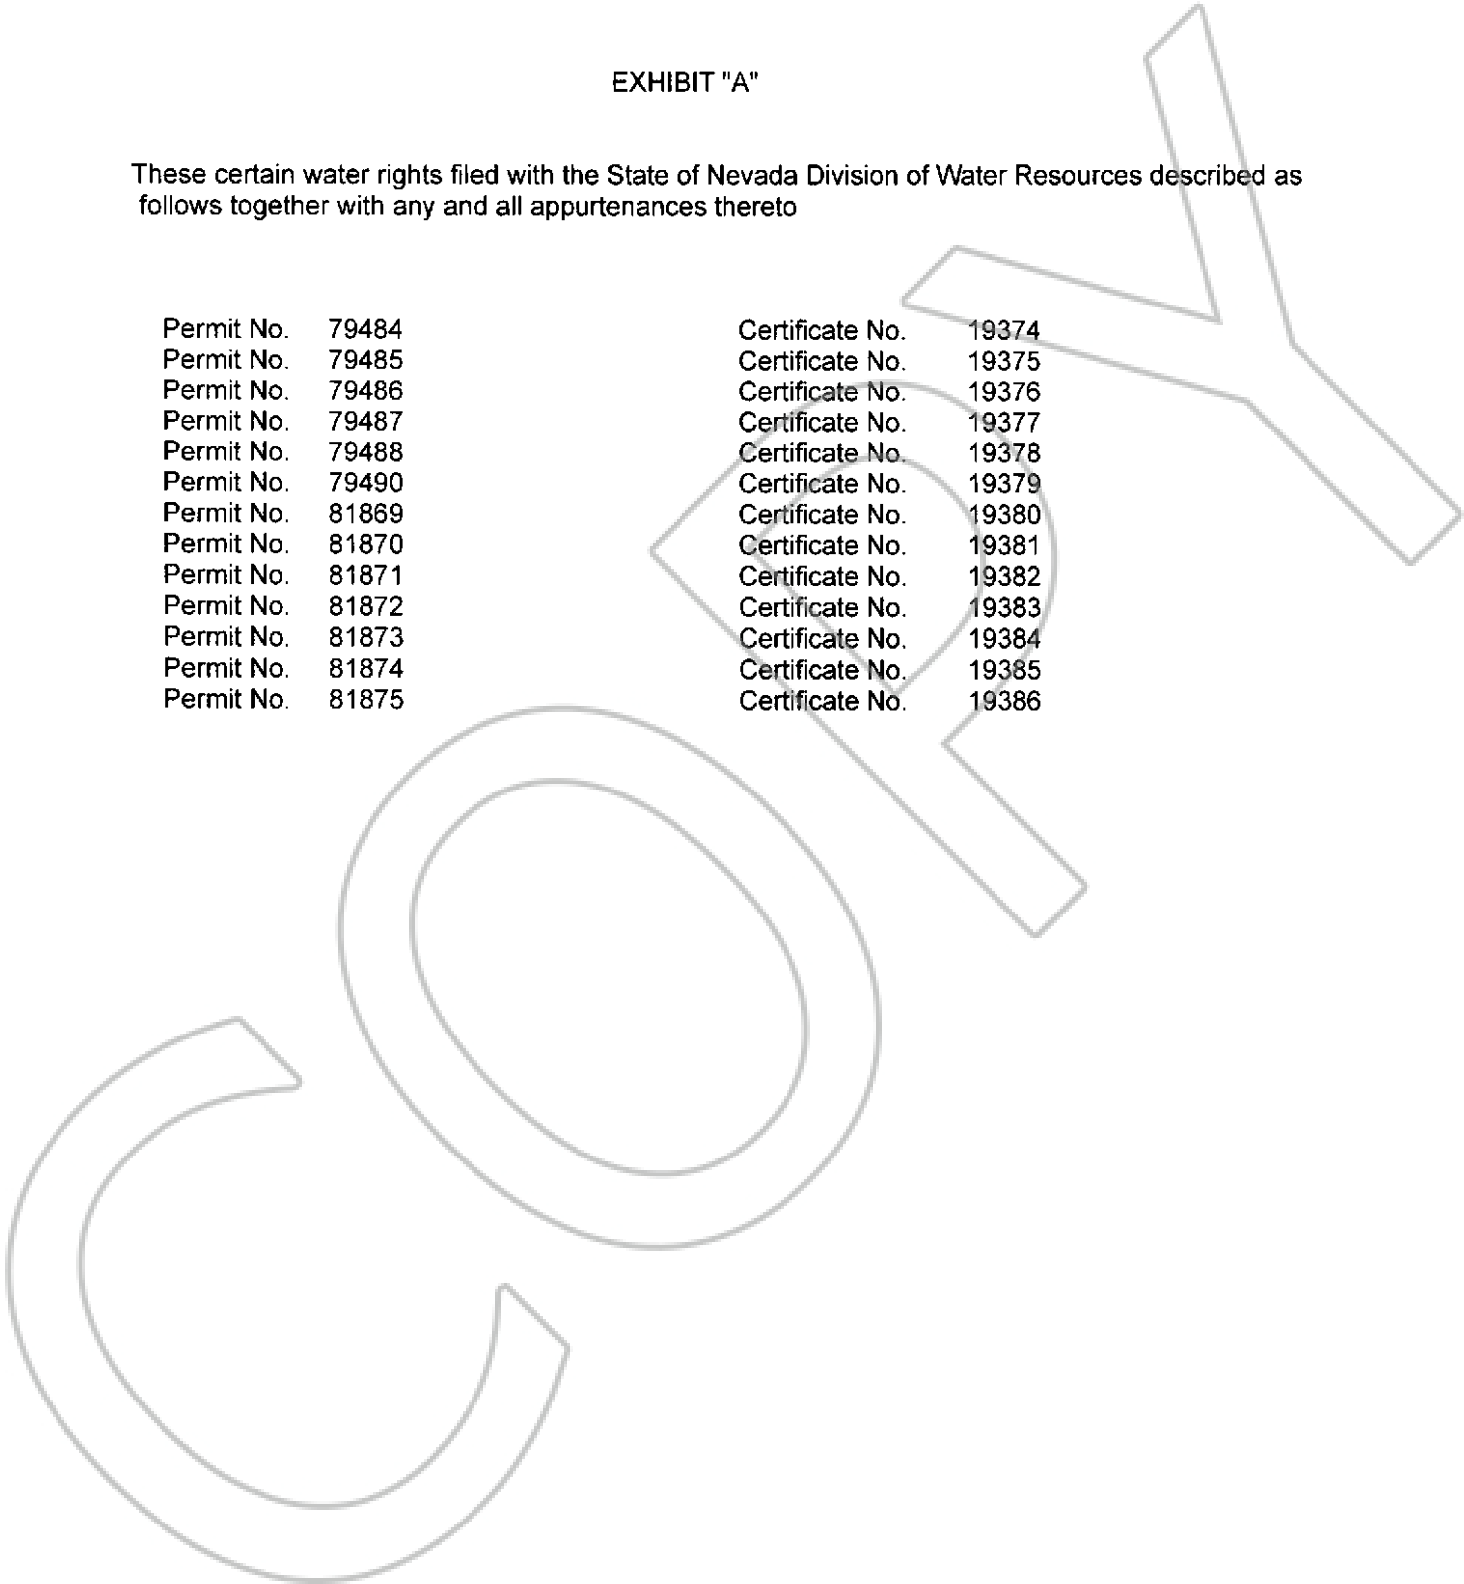 EXHIBIT "A"
These certain water rights filed with the State of Nevada Division of Water Resources described as
follows together with any and all appurtenances thereto
Permit No. 79484 Certificate No. 19374
Permit No. 79485 Certificate No. 19375
Permit No. 79486 Certificate No. 19376
Permit No. 79487 Certificate No. 19377
Permit No. 79488 Certificate No. 19378
Permit No. 79490 Certificate No. 19379
Permit No. 81869 Certificate No. 19380
Permit No. 81870 Certificate No. 19381
Permit No. 81871 Certificate No. 19382
Permit No. 81872 Certificate No. 19383
Permit No. 81873 Certificate No. 19384
Permit No. 81874 Certificate No. 19385
Permit No. 81875 Certificate No. 19386
COPY